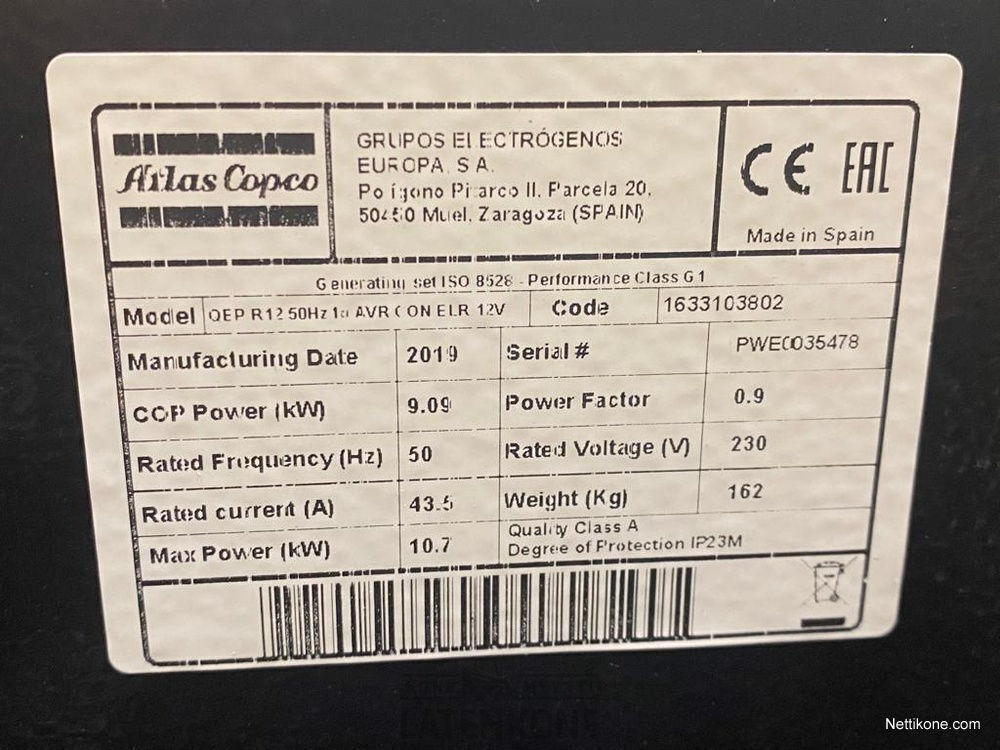 Atlas Copco
GRUPOS ELECTRÓGENOS
EUROPA, S.A.
Polígono Pitarco II, Parcela 20,
50450 Muel, Zaragoza (SPAIN)
CE EAC
Made in Spain
Generating set ISO 8528 - Performance Class G1
Model QEP R12 50Hz 1ø AVR CON ELR 12V Code 1633103802
Manufacturing Date 2019 Serial # PWE0035478
COP Power (kW) 9.09 Power Factor 0.9
Rated Frequency (Hz) 50 Rated Voltage (V) 230
Rated current (A) 43.5 Weight (Kg) 162
Max Power (kW) 10.7 Quality Class A
Degree of Protection IP23M
Nettikone.com